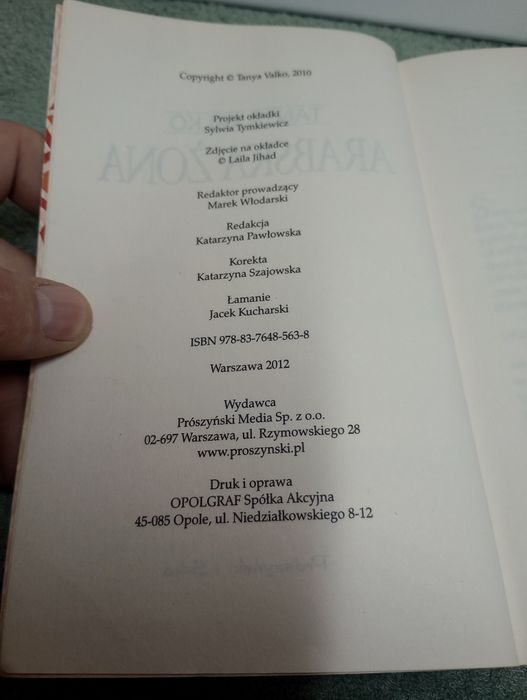 Copyright © Tanya Valko, 2010
Projekt okładki
Sylwia Tymkiewicz
Zdjęcie na okładce
© Laila Jihad
Redaktor prowadzący
Marek Włodarski
Redakcja
Katarzyna Pawłowska
Korekta
Katarzyna Szajowska
Łamanie
Jacek Kucharski
ISBN 978-83-7648-563-8
Warszawa 2012
Wydawca
Prószyński Media Sp. z o.o.
02-697 Warszawa, ul. Rzymowskiego 28
www.proszynski.pl
Druk i oprawa
OPOLGRAF Spółka Akcyjna
45-085 Opole, ul. Niedziałkowskiego 8-12